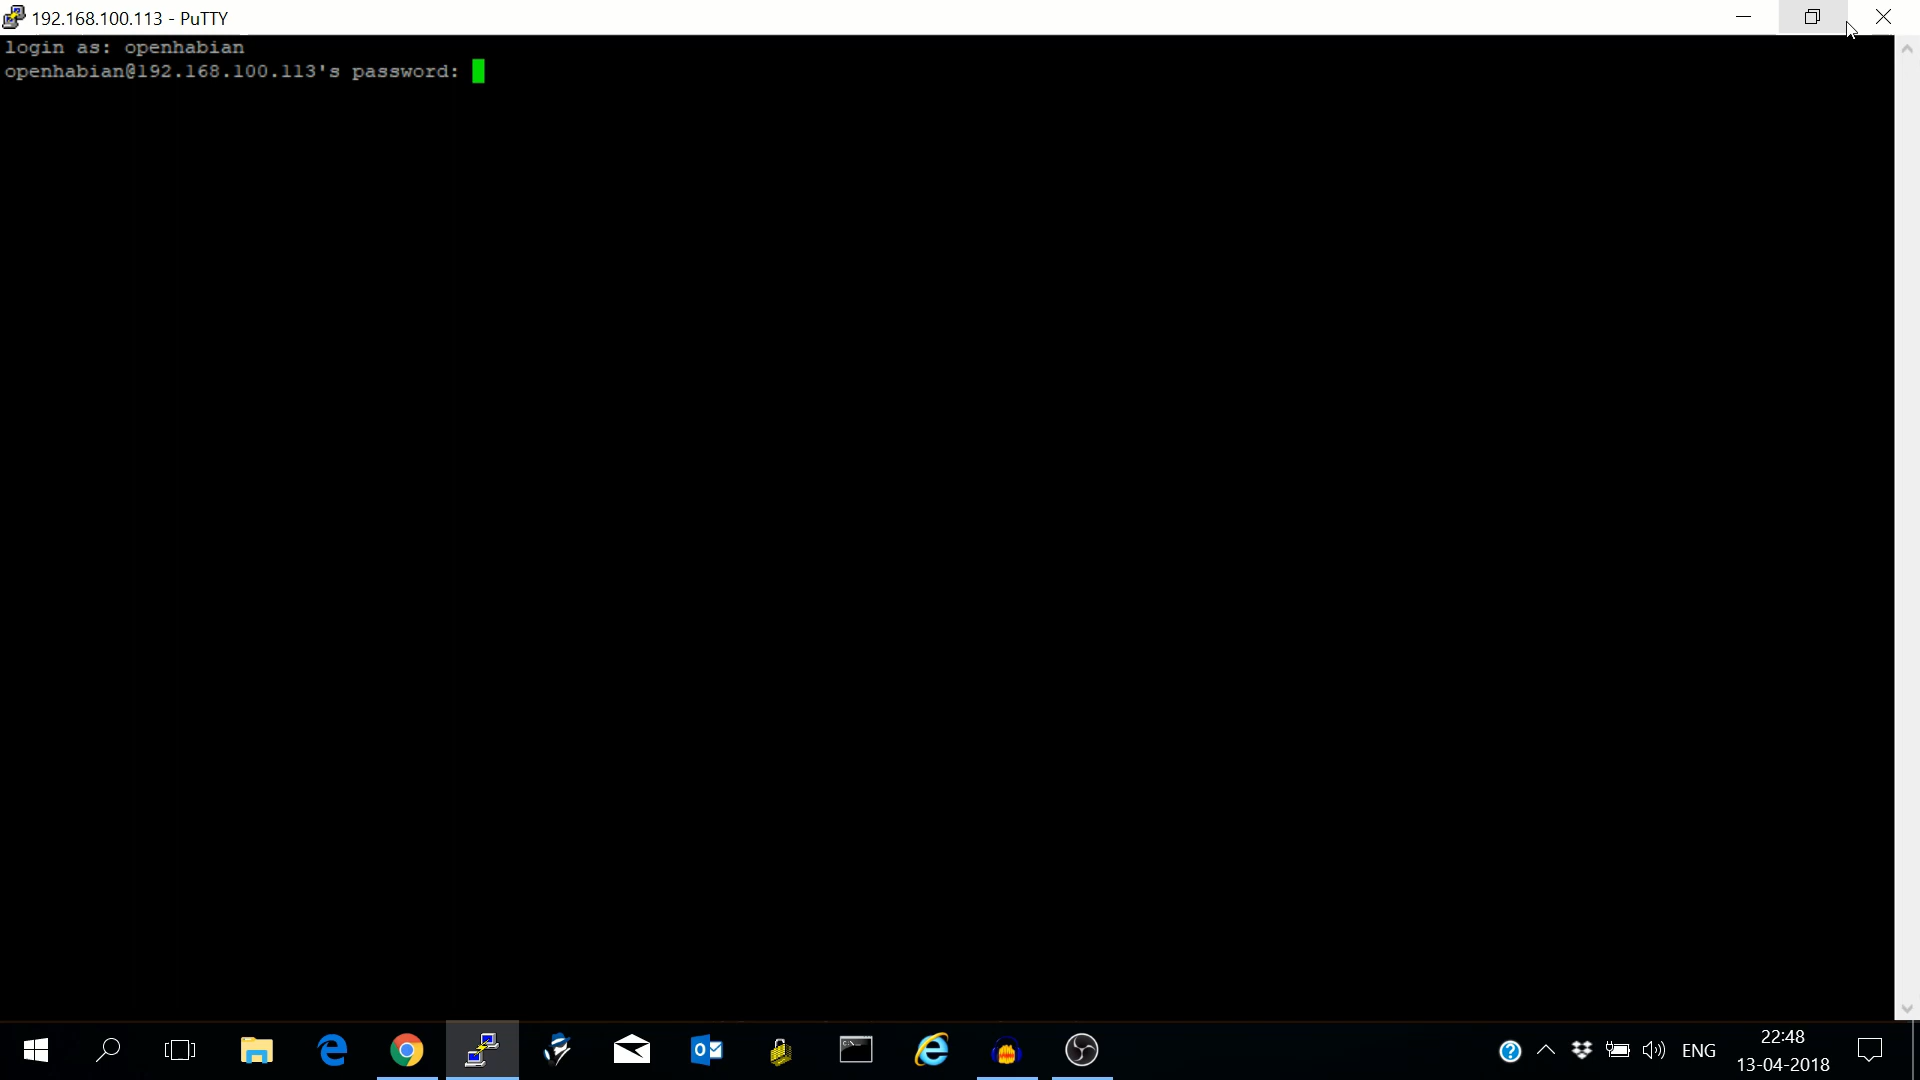 192.168.100.113 - PuTTY
login as: openhabian
openhabian@192.168.100.113's password:
ENG
22:48
13-04-2018